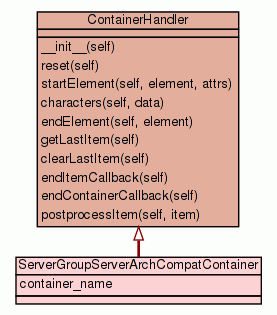 ContainerHandler
__init__(self)
reset(self)
startElement(self, element, attrs)
characters(self, data)
endElement(self, element)
getLastItem(self)
clearLastItem(self)
endItemCallback(self)
endContainerCallback(self)
postprocessItem(self, item)
ServerGroupServerArchCompatContainer
container_name